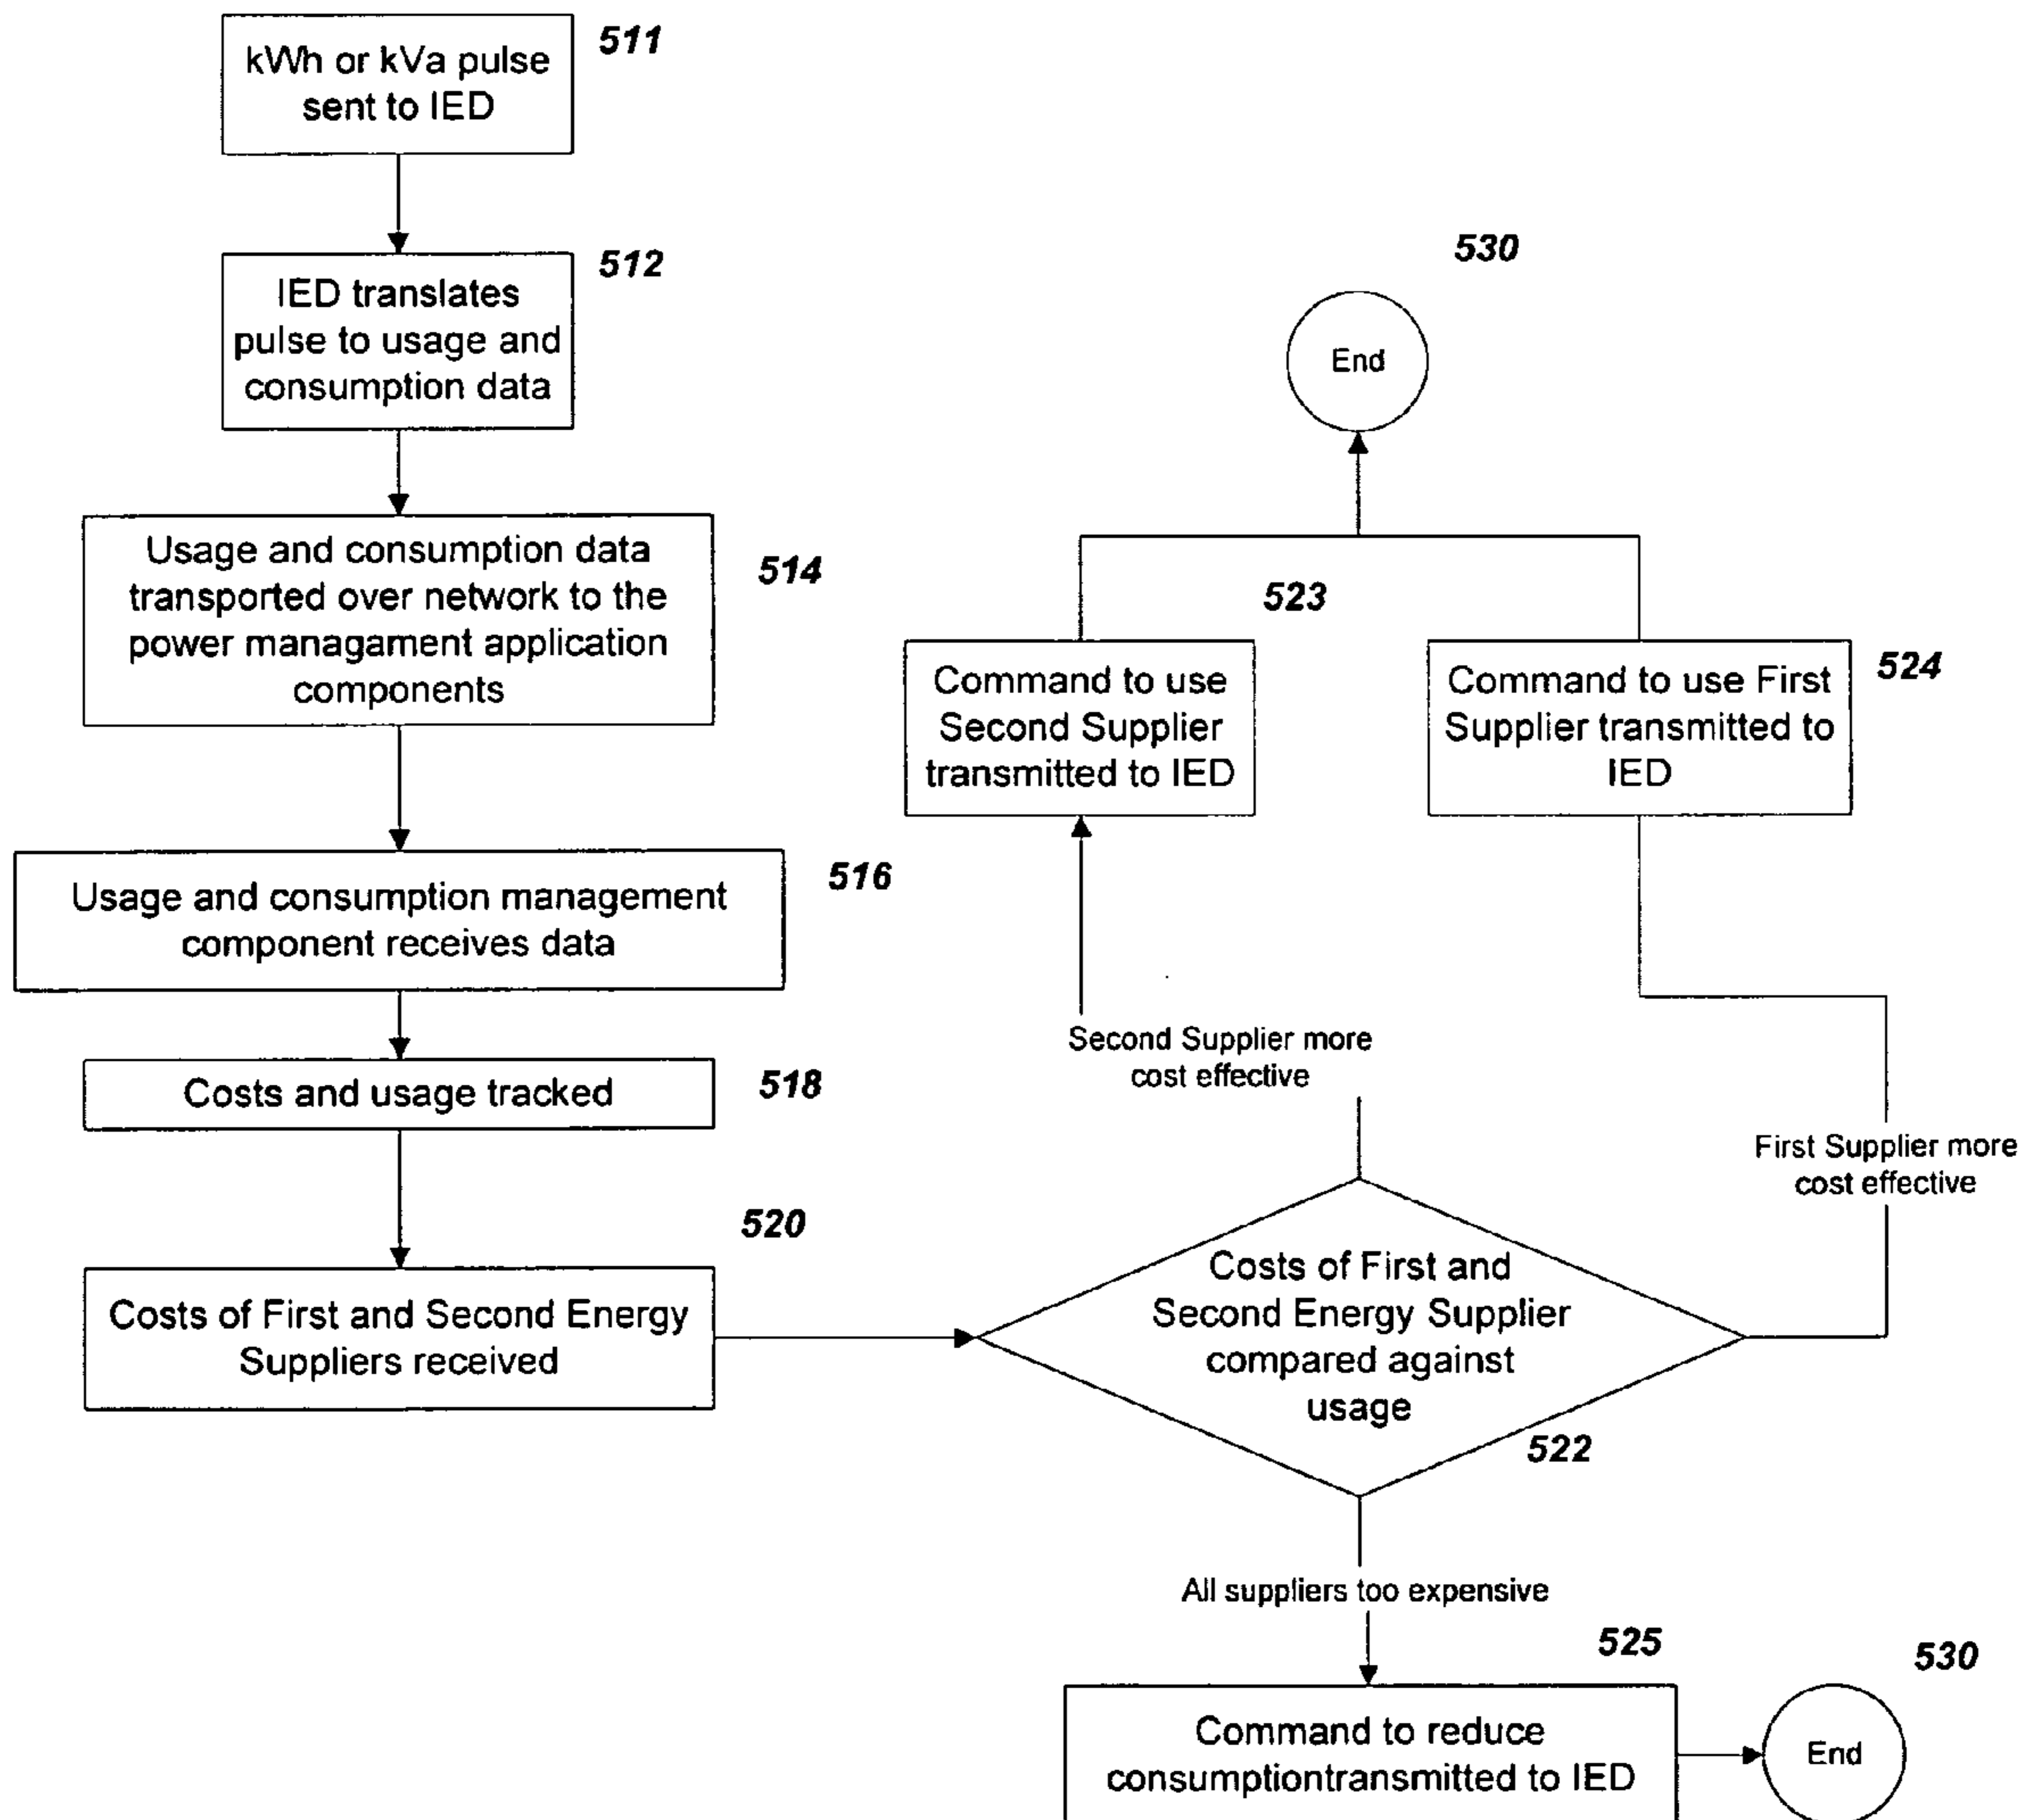 kWh or kVa pulse
sent to IED
511
IED translates
pulse to usage and
consumption data
512
Usage and consumption data
transported over network to the
power managament application
components
514
Usage and consumption management
component receives data
516
Costs and usage tracked
518
Costs of First and Second Energy
Suppliers received
520
Costs of First and
Second Energy Supplier
compared against
usage
522
Second Supplier more
cost effective
Command to use
Second Supplier
transmitted to IED
523
First Supplier more
cost effective
Command to use First
Supplier transmitted to
IED
524
End
530
All suppliers too expensive
Command to reduce
consumptiontransmitted to IED
525
End
530